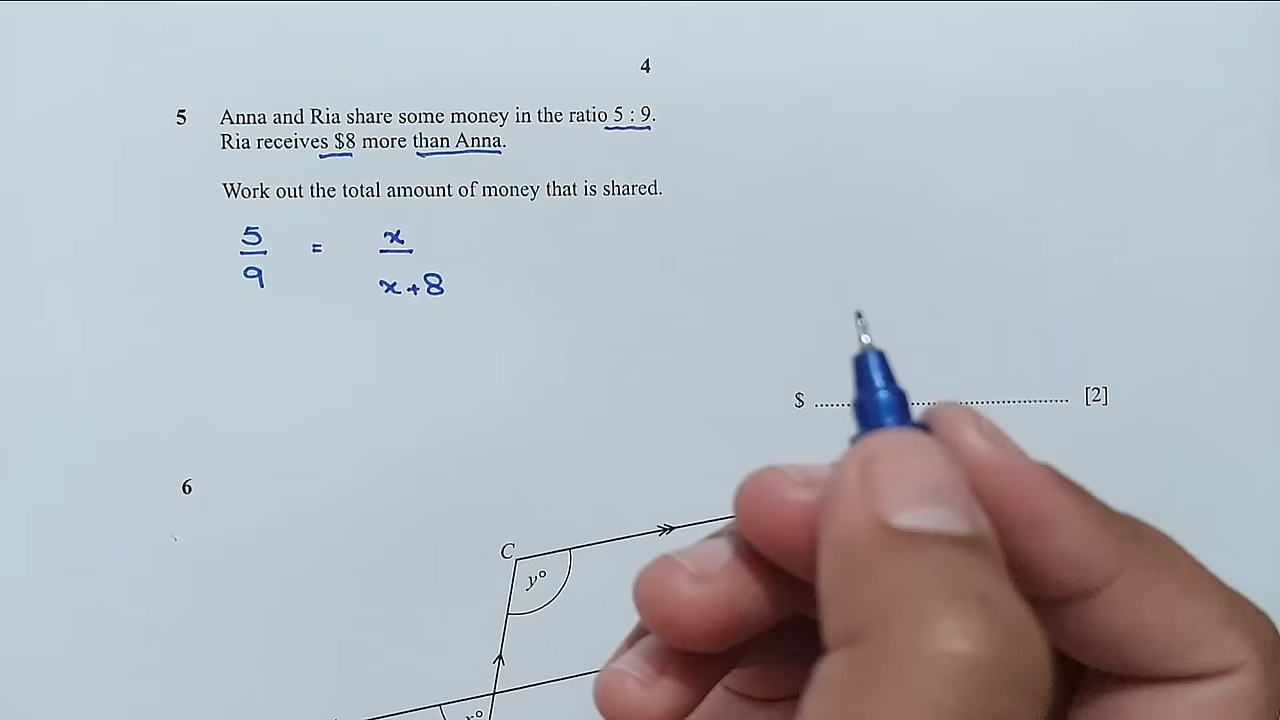 4
5 Anna and Ria share some money in the ratio 5 : 9.
Ria receives $8 more than Anna.
Work out the total amount of money that is shared.
5/9 = x/x+8
$ ........................................ [2]
6
C
y°
x°